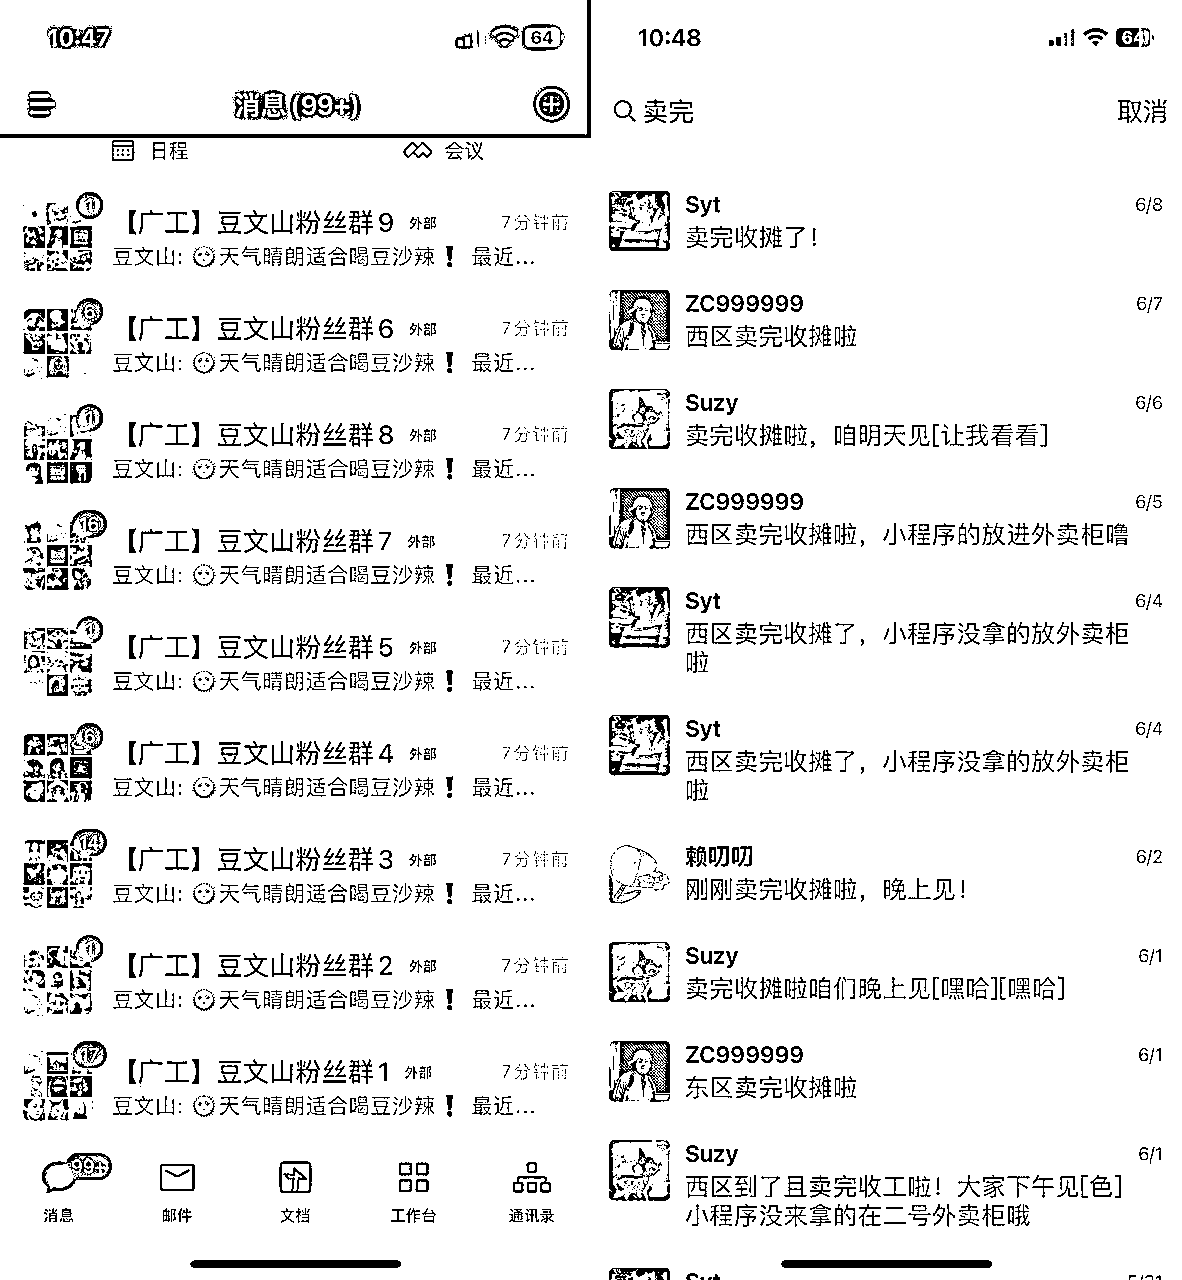 10:47
64
消息(99+)
日程
会议
1
【广工】豆文山粉丝群9 外部 7分钟前
豆文山: 天气晴朗适合喝豆沙辣❗ 最近...
6
【广工】豆文山粉丝群6 外部 7分钟前
豆文山: 天气晴朗适合喝豆沙辣❗ 最近...
1
【广工】豆文山粉丝群8 外部 7分钟前
豆文山: 天气晴朗适合喝豆沙辣❗ 最近...
16
【广工】豆文山粉丝群7 外部 7分钟前
豆文山: 天气晴朗适合喝豆沙辣❗ 最近...
【广工】豆文山粉丝群5 外部 7分钟前
豆文山: 天气晴朗适合喝豆沙辣❗ 最近...
6
【广工】豆文山粉丝群4 外部 7分钟前
豆文山: 天气晴朗适合喝豆沙辣❗ 最近...
14
【广工】豆文山粉丝群3 外部 7分钟前
豆文山: 天气晴朗适合喝豆沙辣❗ 最近...
1
【广工】豆文山粉丝群2 外部 7分钟前
豆文山: 天气晴朗适合喝豆沙辣❗ 最近...
17
【广工】豆文山粉丝群1 外部 7分钟前
豆文山: 天气晴朗适合喝豆沙辣❗ 最近...
99+
消息
邮件
文档
工作台
通讯录
10:48
64
卖完
取消
Syt 6/8
卖完收摊了！
ZC999999 6/7
西区卖完收摊啦
Suzy 6/6
卖完收摊啦，咱明天见[让我看看]
ZC999999 6/5
西区卖完收摊啦，小程序的放进外卖柜噜
Syt 6/4
西区卖完收摊了，小程序没拿的放外卖柜
啦
Syt 6/4
西区卖完收摊了，小程序没拿的放外卖柜
啦
赖叨叨 6/2
刚刚卖完收摊啦，晚上见！
Suzy 6/1
卖完收摊啦咱们晚上见[嘿哈][嘿哈]
ZC999999 6/1
东区卖完收摊啦
Suzy 6/1
西区到了且卖完收工啦！大家下午见[色]
小程序没来拿的在二号外卖柜哦
Syt 5/31